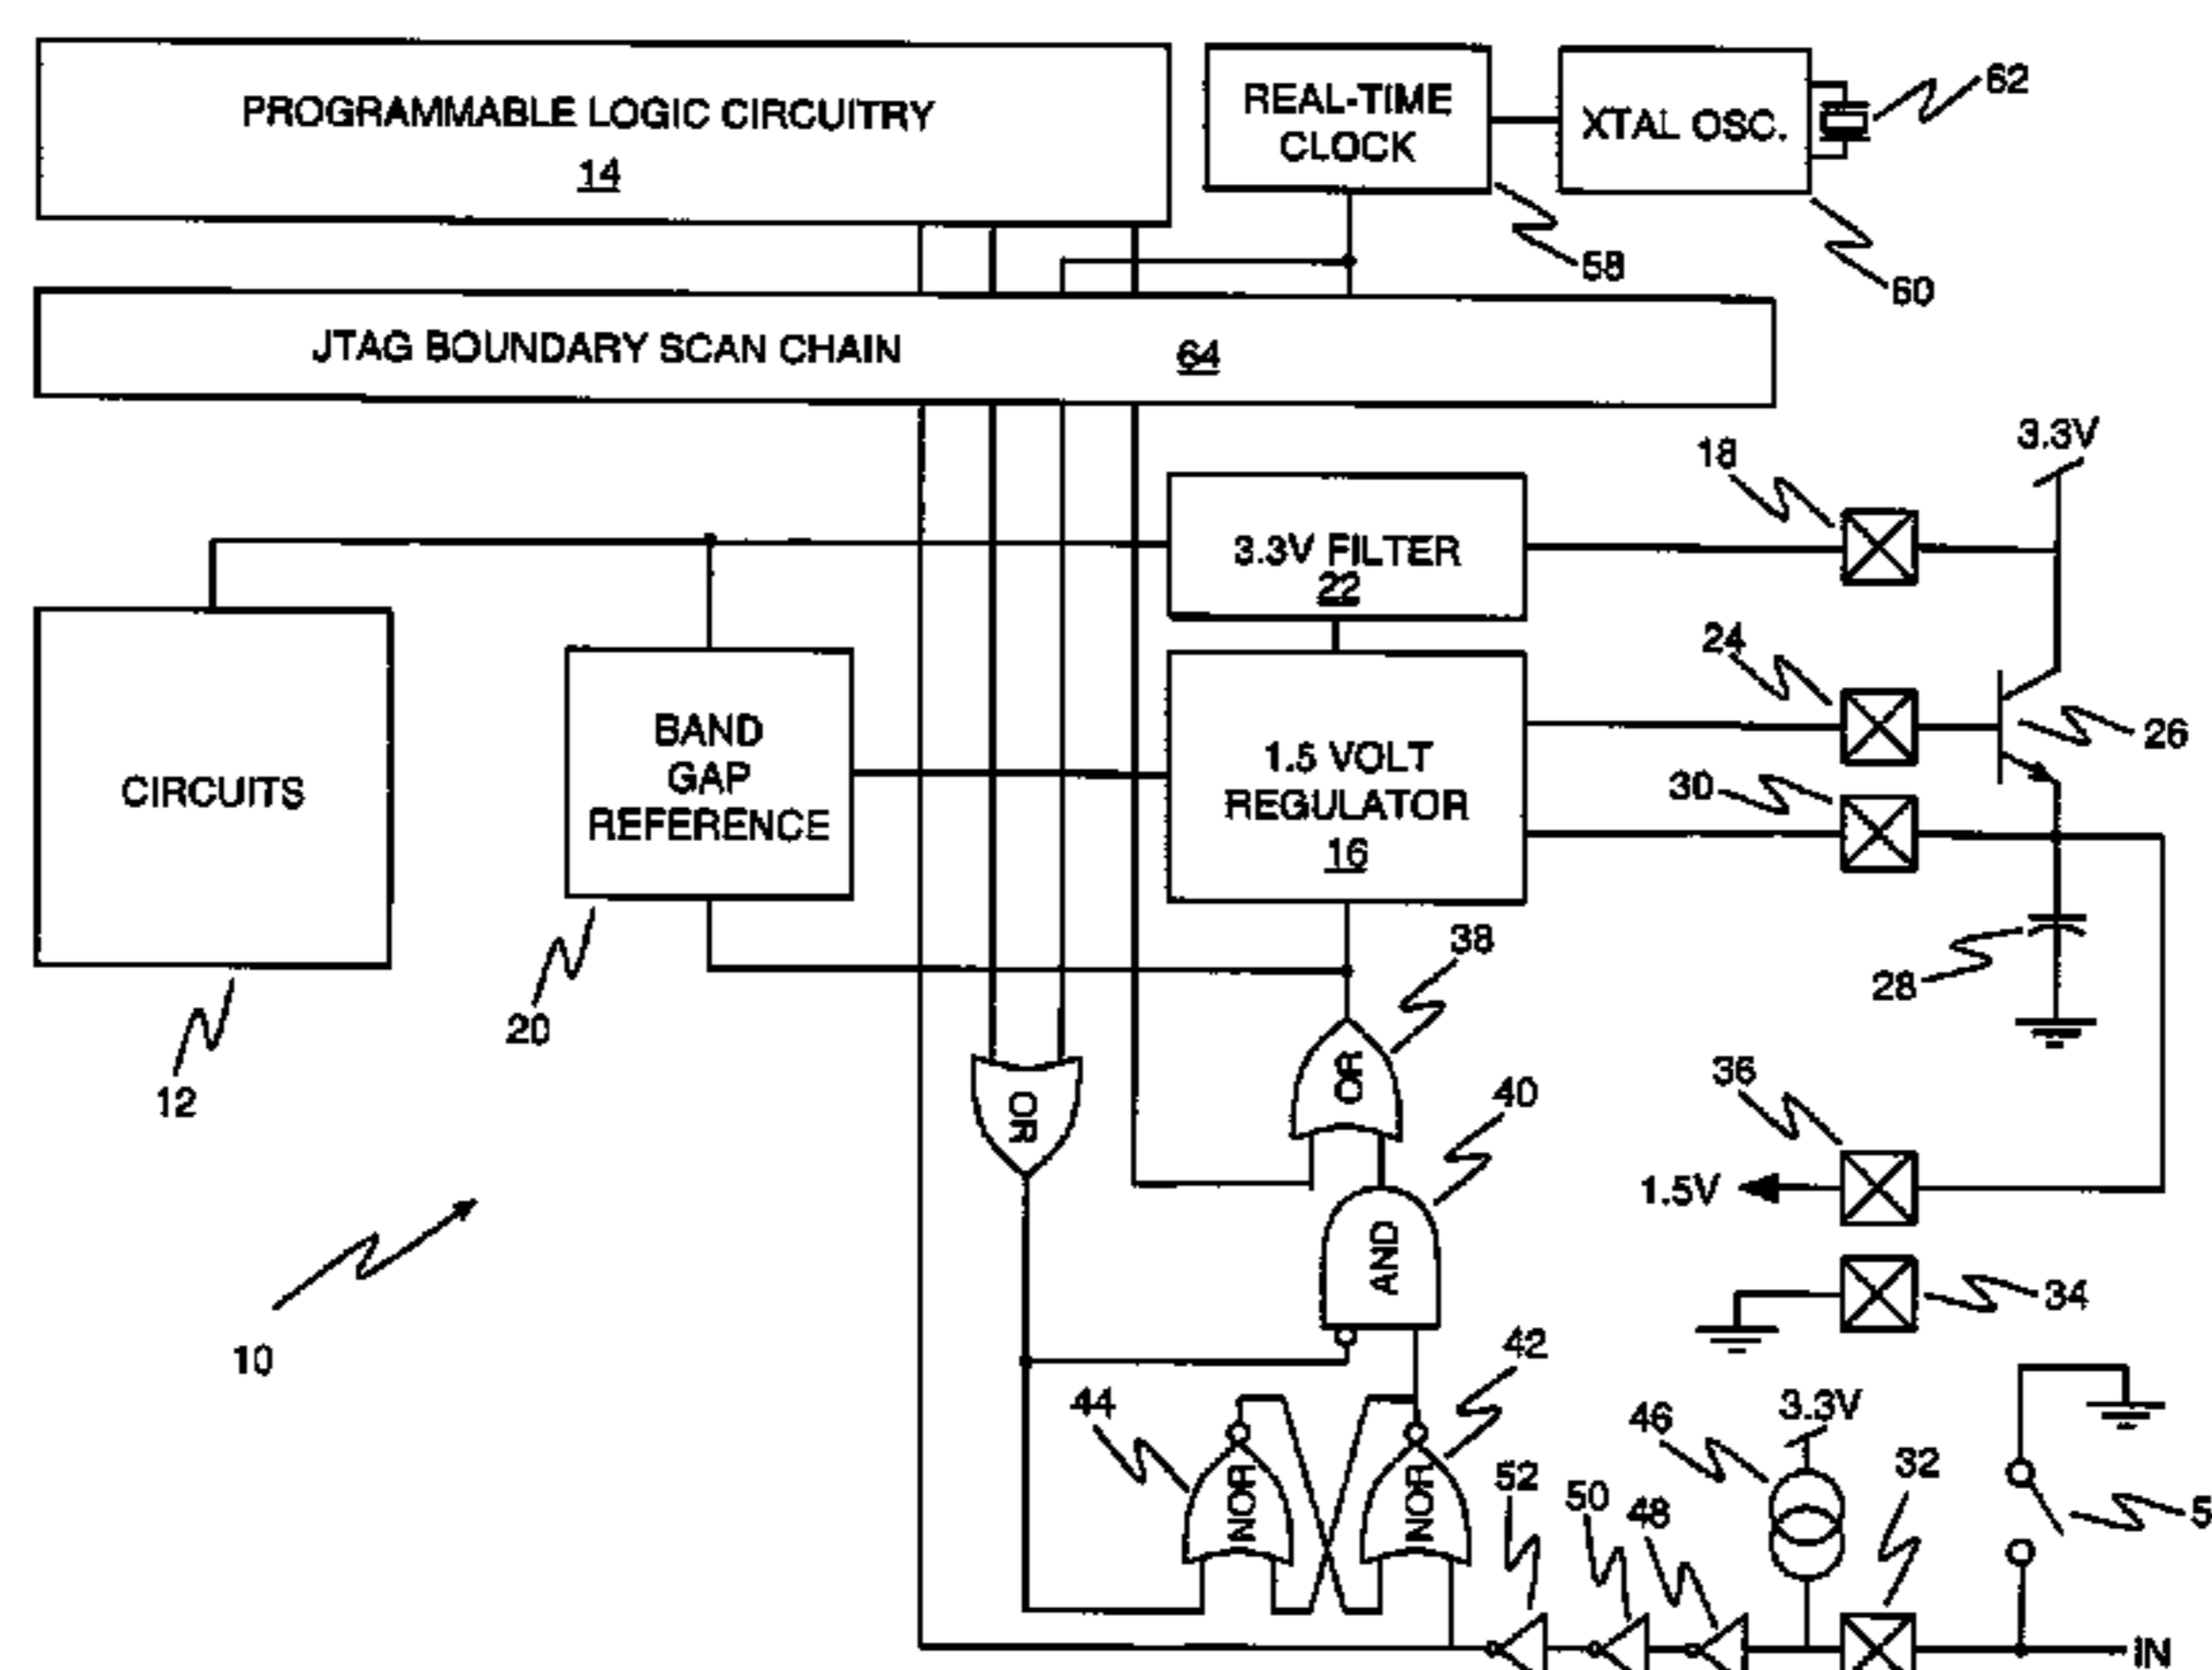 PROGRAMMABLE LOGIC CIRCUITRY
14
REAL-TIME
CLOCK
XTAL OSC.
62
58
60
JTAG BOUNDARY SCAN CHAIN
64
3.3V
18
3.3V FILTER
22
24
26
CIRCUITS
BAND
GAP
REFERENCE
1.5 VOLT
REGULATOR
16
30
28
38
20
12
OR
OR
40
36
1.5V
AND
34
10
42
44
46
3.3V
32
52
50
48
5
NOR
NOR
IN